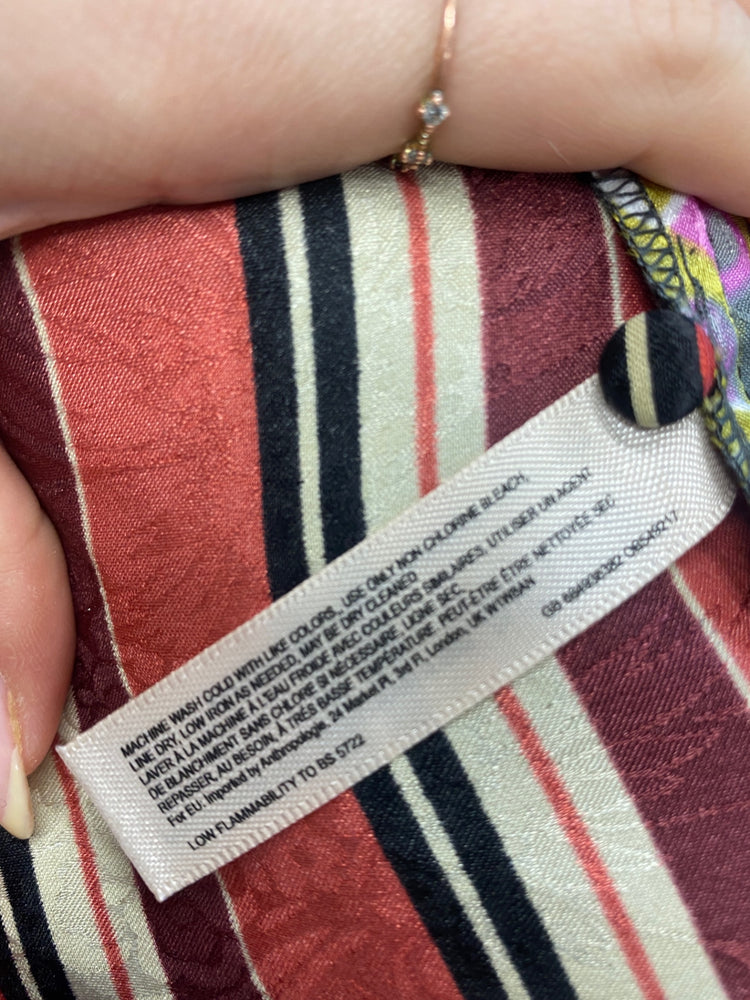 MACHINE WASH COLD WITH LIKE COLORS, USE ONLY NON CHLORINE BLEACH,
LINE DRY, LOW IRON AS NEEDED, MAY BE DRY CLEANED
LAVER À LA MACHINE À L'EAU FROIDE AVEC COULEURS SIMILAIRES, UTILISER UN AGENT
DE BLANCHIMENT SANS CHLORE SI NÉCESSAIRE, LIGNE SEC,
REPASSER, AU BESOIN, À TRÈS BASSE TEMPÉRATURE. PEUT-ÊTRE ÊTRE NETTOYÉE SEC
For EU. Imported by Anthropologie. 24 Market Pl, 3rd Fl, London, UK W1W8AN
GB
LOW FLAMMABILITY TO BS 5722